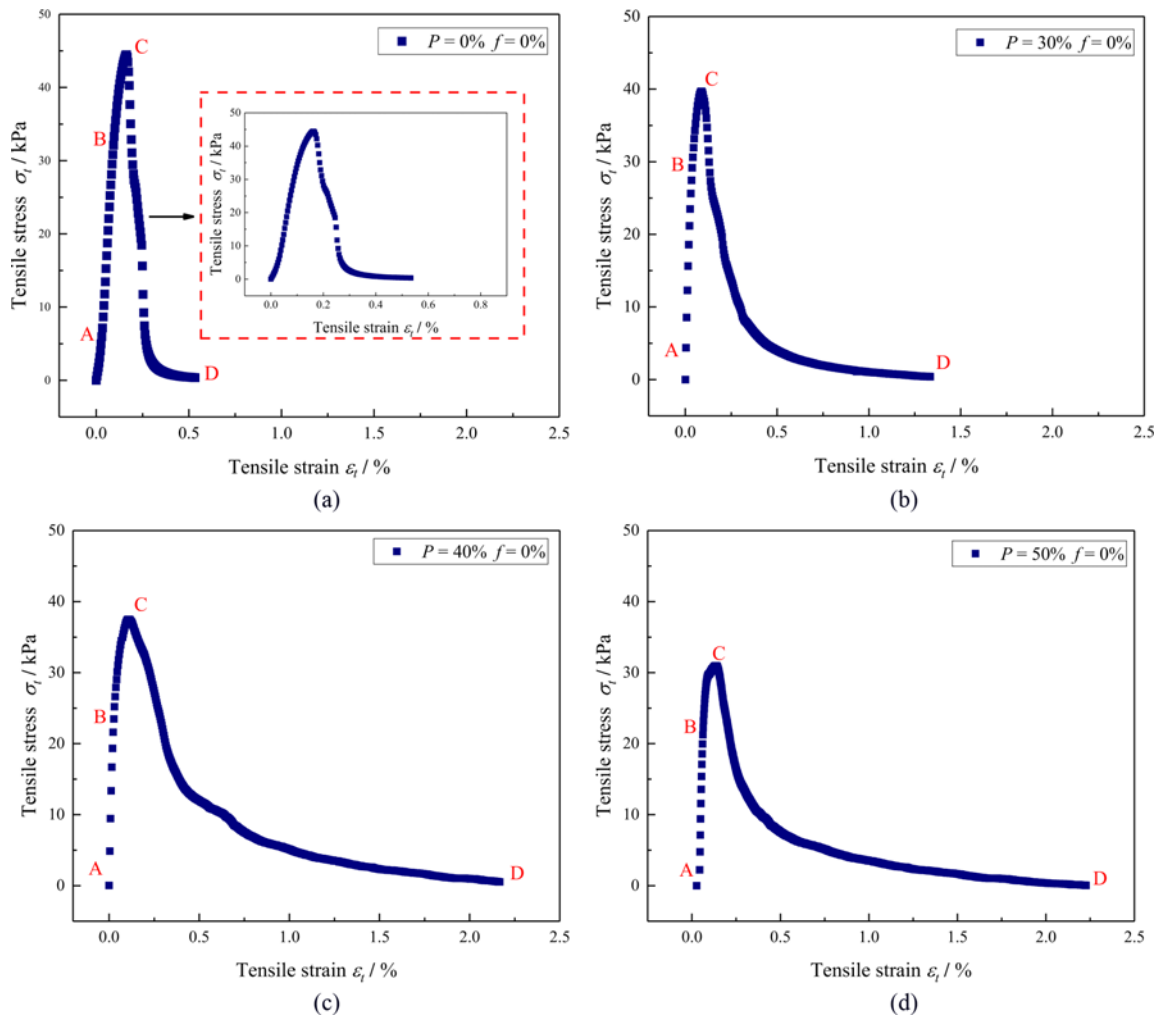 50
40
30
20
10
0
Tensile stress σt / kPa
P = 0% f = 0%
C
B
A
D
50
40
30
20
10
0
Tensile stress σt / kPa
0.0 0.2 0.4 0.6 0.8
Tensile strain εt / %
0.0 0.5 1.0 1.5 2.0 2.5
Tensile strain εt / %
(a)
50
40
30
20
10
0
Tensile stress σt / kPa
P = 30% f = 0%
C
B
A
D
0.0 0.5 1.0 1.5 2.0 2.5
Tensile strain εt / %
(b)
50
40
30
20
10
0
Tensile stress σt / kPa
P = 40% f = 0%
C
B
A
D
0.0 0.5 1.0 1.5 2.0 2.5
Tensile strain εt / %
(c)
50
40
30
20
10
0
Tensile stress σt / kPa
P = 50% f = 0%
C
B
A
D
0.0 0.5 1.0 1.5 2.0 2.5
Tensile strain εt / %
(d)